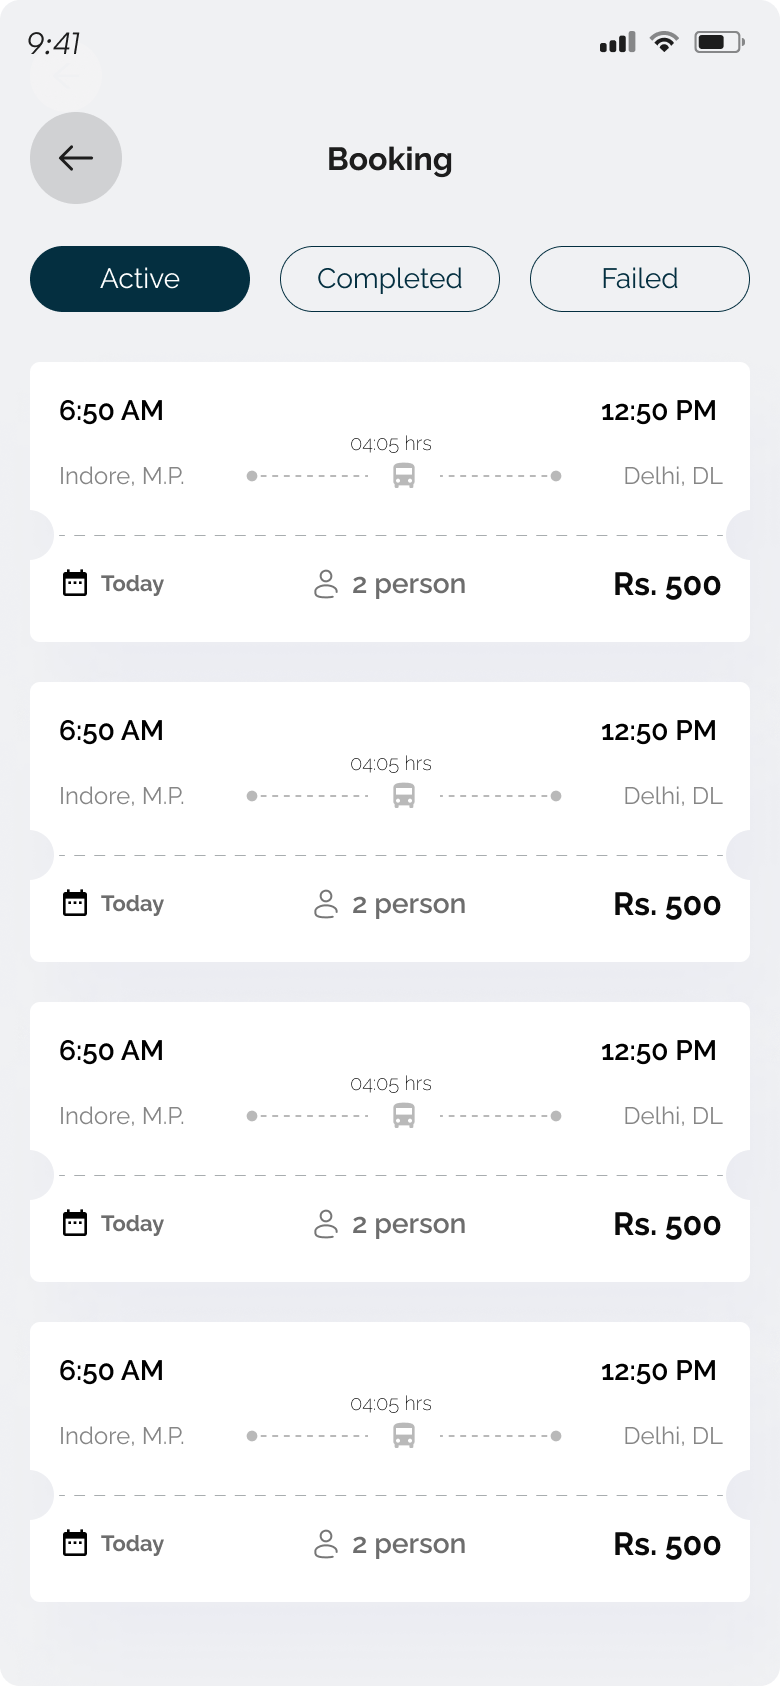 9:41
Booking
Active Completed Failed
6:50 AM 12:50 PM
04:05 hrs
Indore, M.P. Delhi, DL
Today 2 person Rs. 500
6:50 AM 12:50 PM
04:05 hrs
Indore, M.P. Delhi, DL
Today 2 person Rs. 500
6:50 AM 12:50 PM
04:05 hrs
Indore, M.P. Delhi, DL
Today 2 person Rs. 500
6:50 AM 12:50 PM
04:05 hrs
Indore, M.P. Delhi, DL
Today 2 person Rs. 500